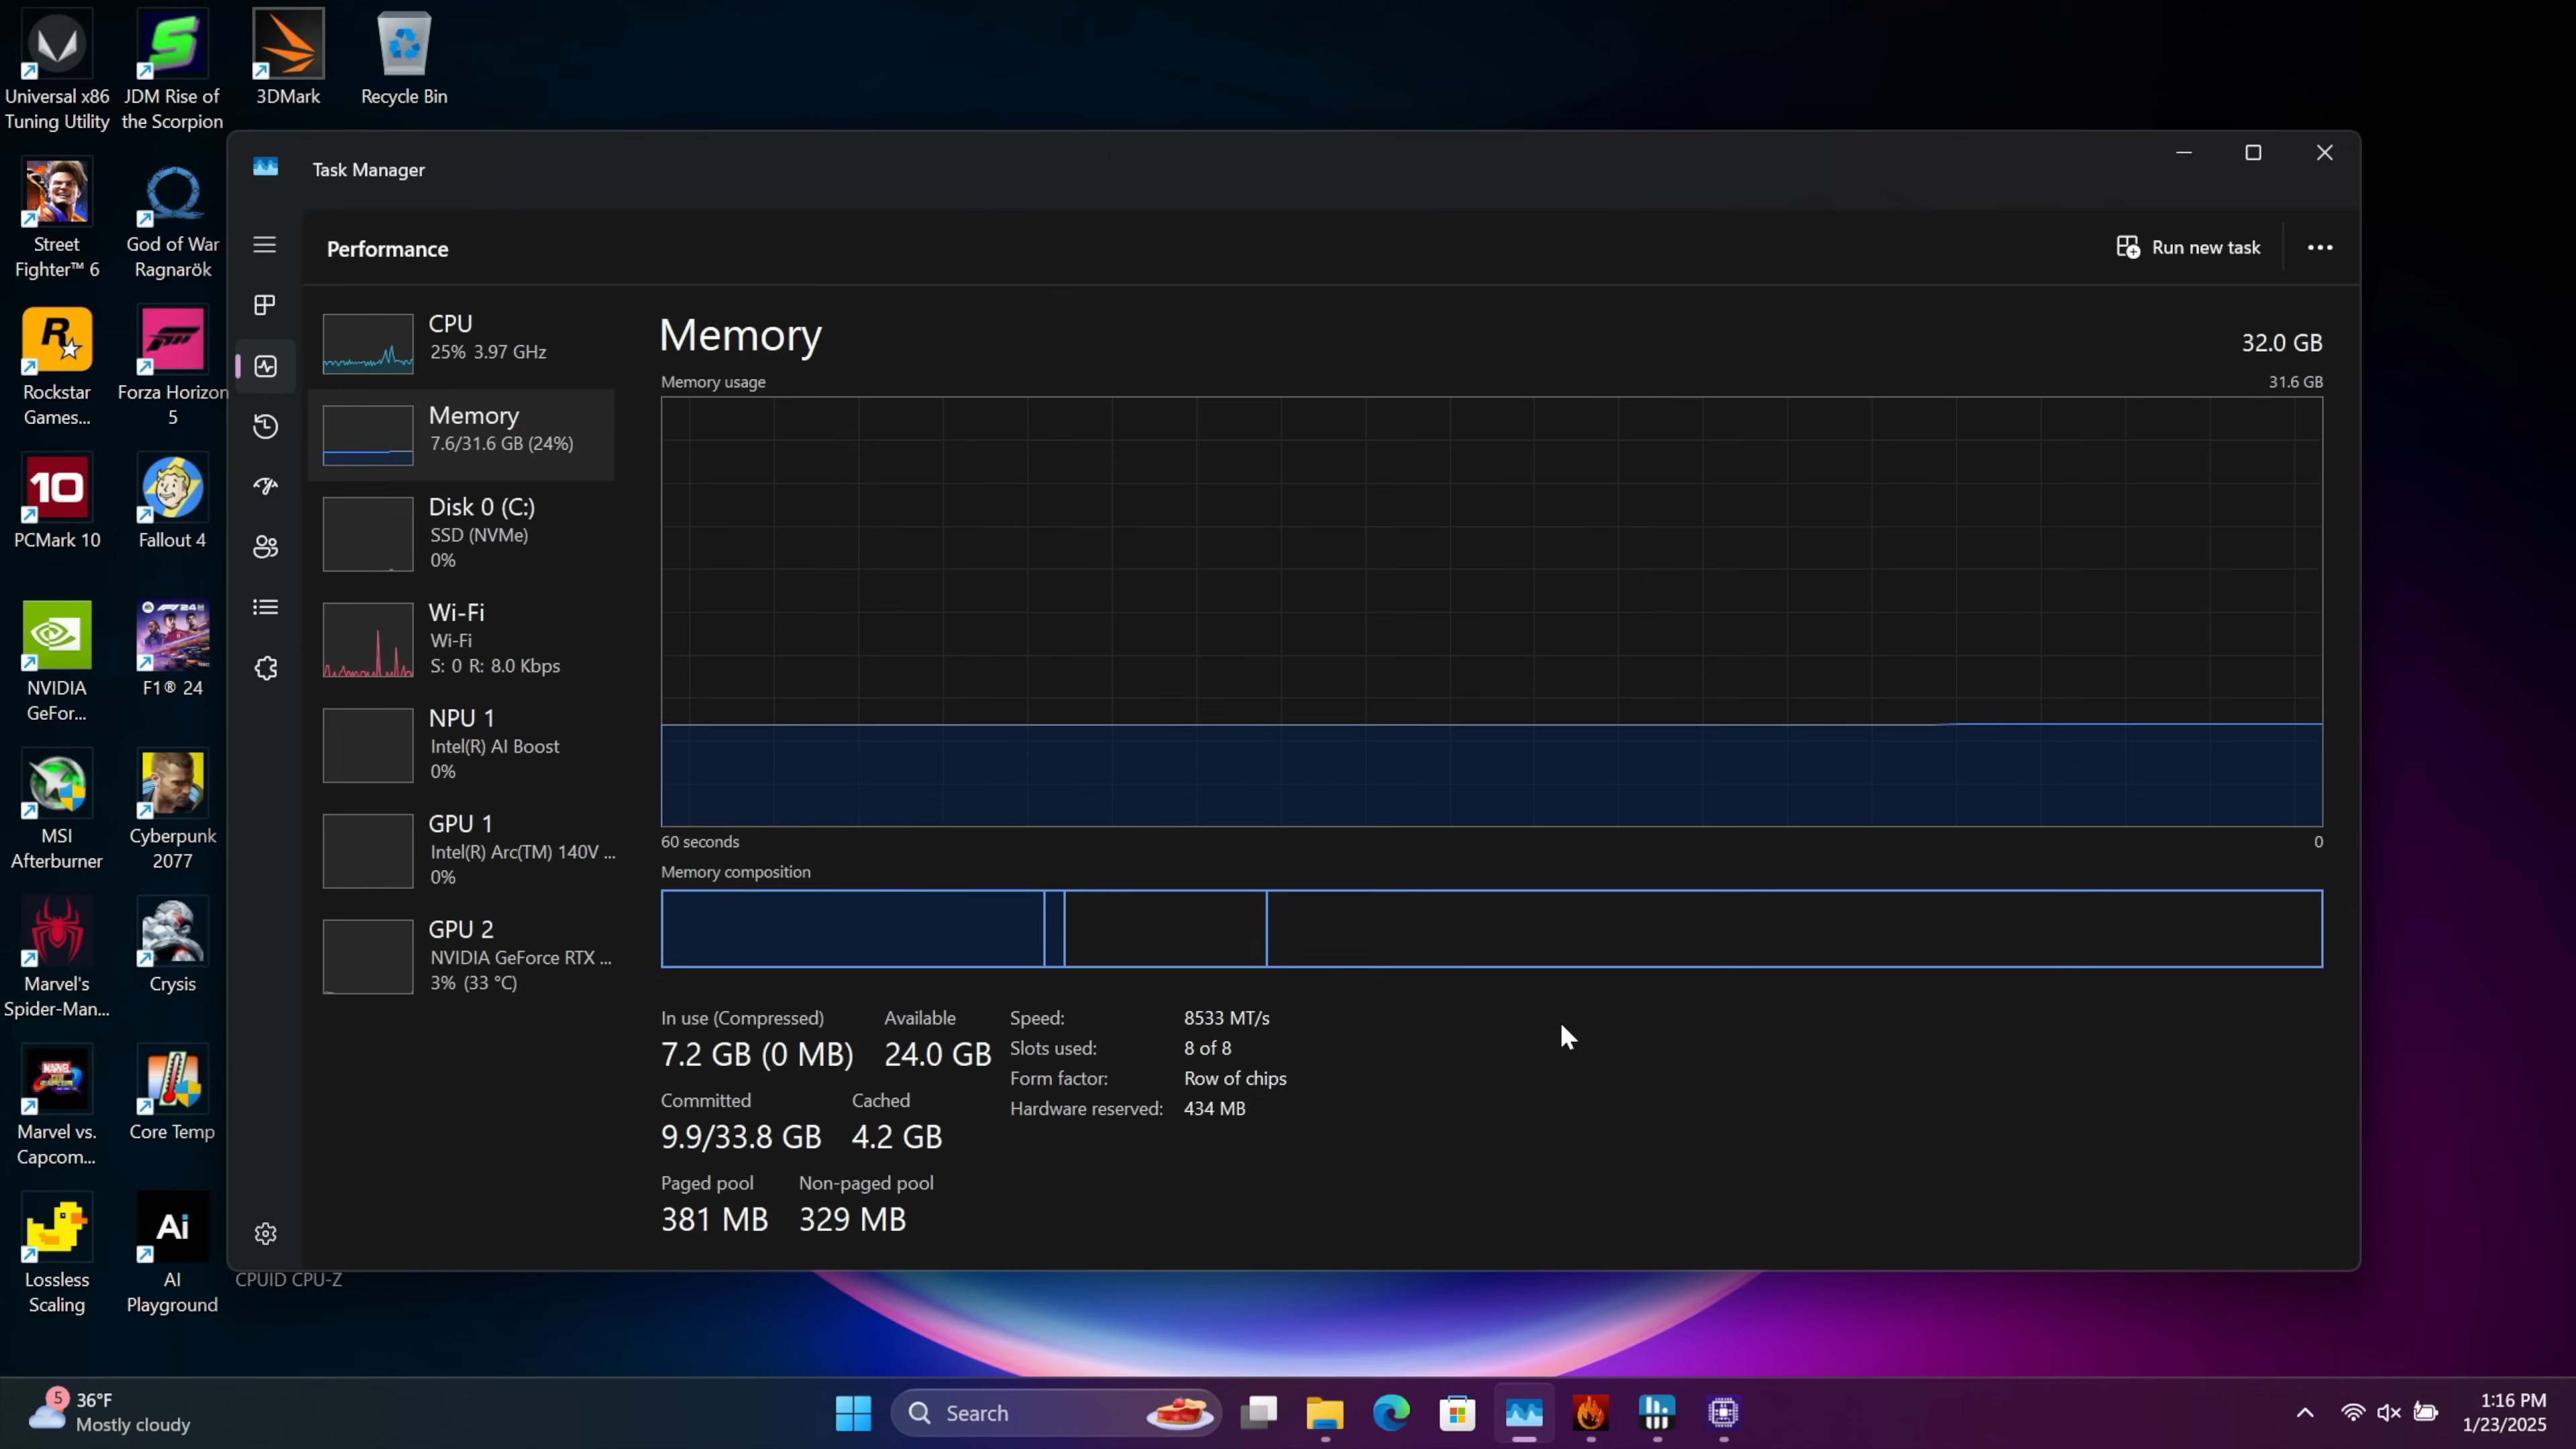 Universal x86
Tuning Utility
JDM Rise of
the Scorpion
3DMark
Recycle Bin
Street
Fighter™ 6
God of War
Ragnarök
R
Rockstar
Games...
Forza Horizon
5
10
PCMark 10
Fallout 4
NVIDIA
GeFor...
F1® 24
MSI
Afterburner
Cyberpunk
2077
Marvel's
Spider-Man...
Crysis
Marvel vs.
Capcom...
Core Temp
Lossless
Scaling
Ai
AI
Playground
CPUID CPU-Z
Task Manager
Performance
Run new task
CPU
25% 3.97 GHz
Memory
7.6/31.6 GB (24%)
Disk 0 (C:)
SSD (NVMe)
0%
Wi-Fi
Wi-Fi
S: 0 R: 8.0 Kbps
NPU 1
Intel(R) AI Boost
0%
GPU 1
Intel(R) Arc(TM) 140V ...
0%
GPU 2
NVIDIA GeForce RTX ...
3% (33 °C)
Memory
32.0 GB
Memory usage
31.6 GB
60 seconds
0
Memory composition
In use (Compressed)
7.2 GB (0 MB)
Available
24.0 GB
Committed
9.9/33.8 GB
Cached
4.2 GB
Paged pool
381 MB
Non-paged pool
329 MB
Speed: 8533 MT/s
Slots used: 8 of 8
Form factor: Row of chips
Hardware reserved: 434 MB
5
36°F
Mostly cloudy
Search
1:16 PM
1/23/2025